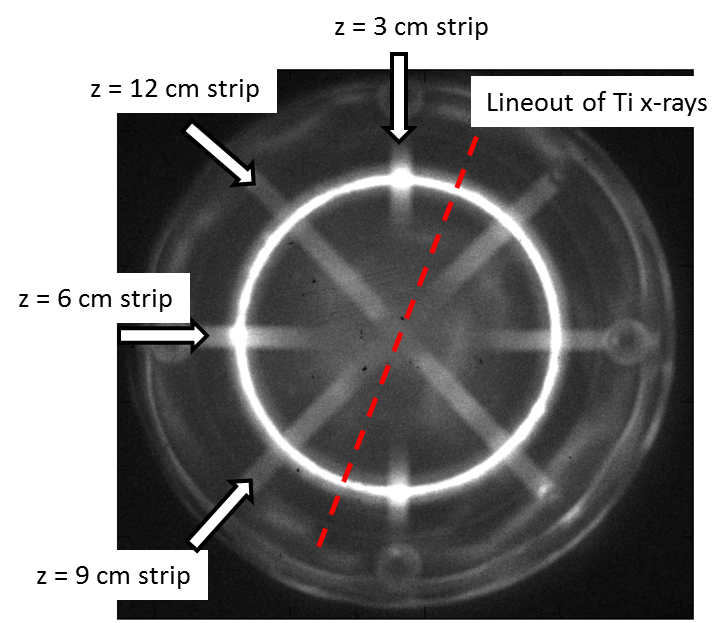 z = 3 cm strip
z = 12 cm strip
Lineout of Ti x-rays
z = 6 cm strip
z = 9 cm strip